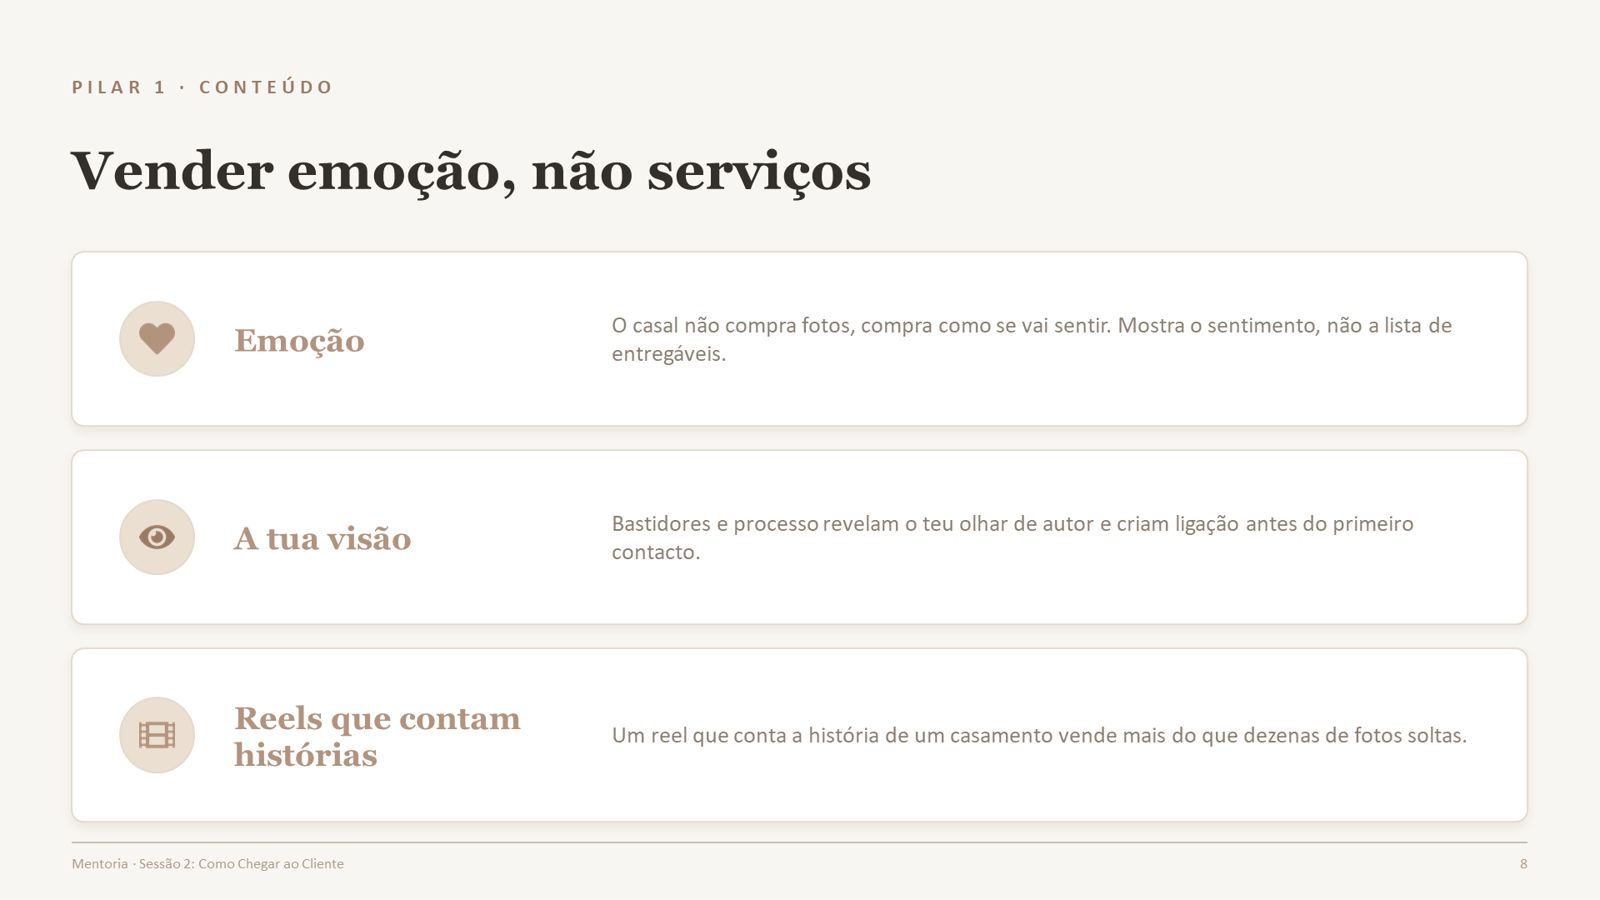 PILAR 1 · CONTEÚDO
Vender emoção, não serviços
Emoção
O casal não compra fotos, compra como se vai sentir. Mostra o sentimento, não a lista de
entregáveis.
A tua visão
Bastidores e processo revelam o teu olhar de autor e criam ligação antes do primeiro
contacto.
Reels que contam
histórias
Um reel que conta a história de um casamento vende mais do que dezenas de fotos soltas.
Mentoria · Sessão 2: Como Chegar ao Cliente
8